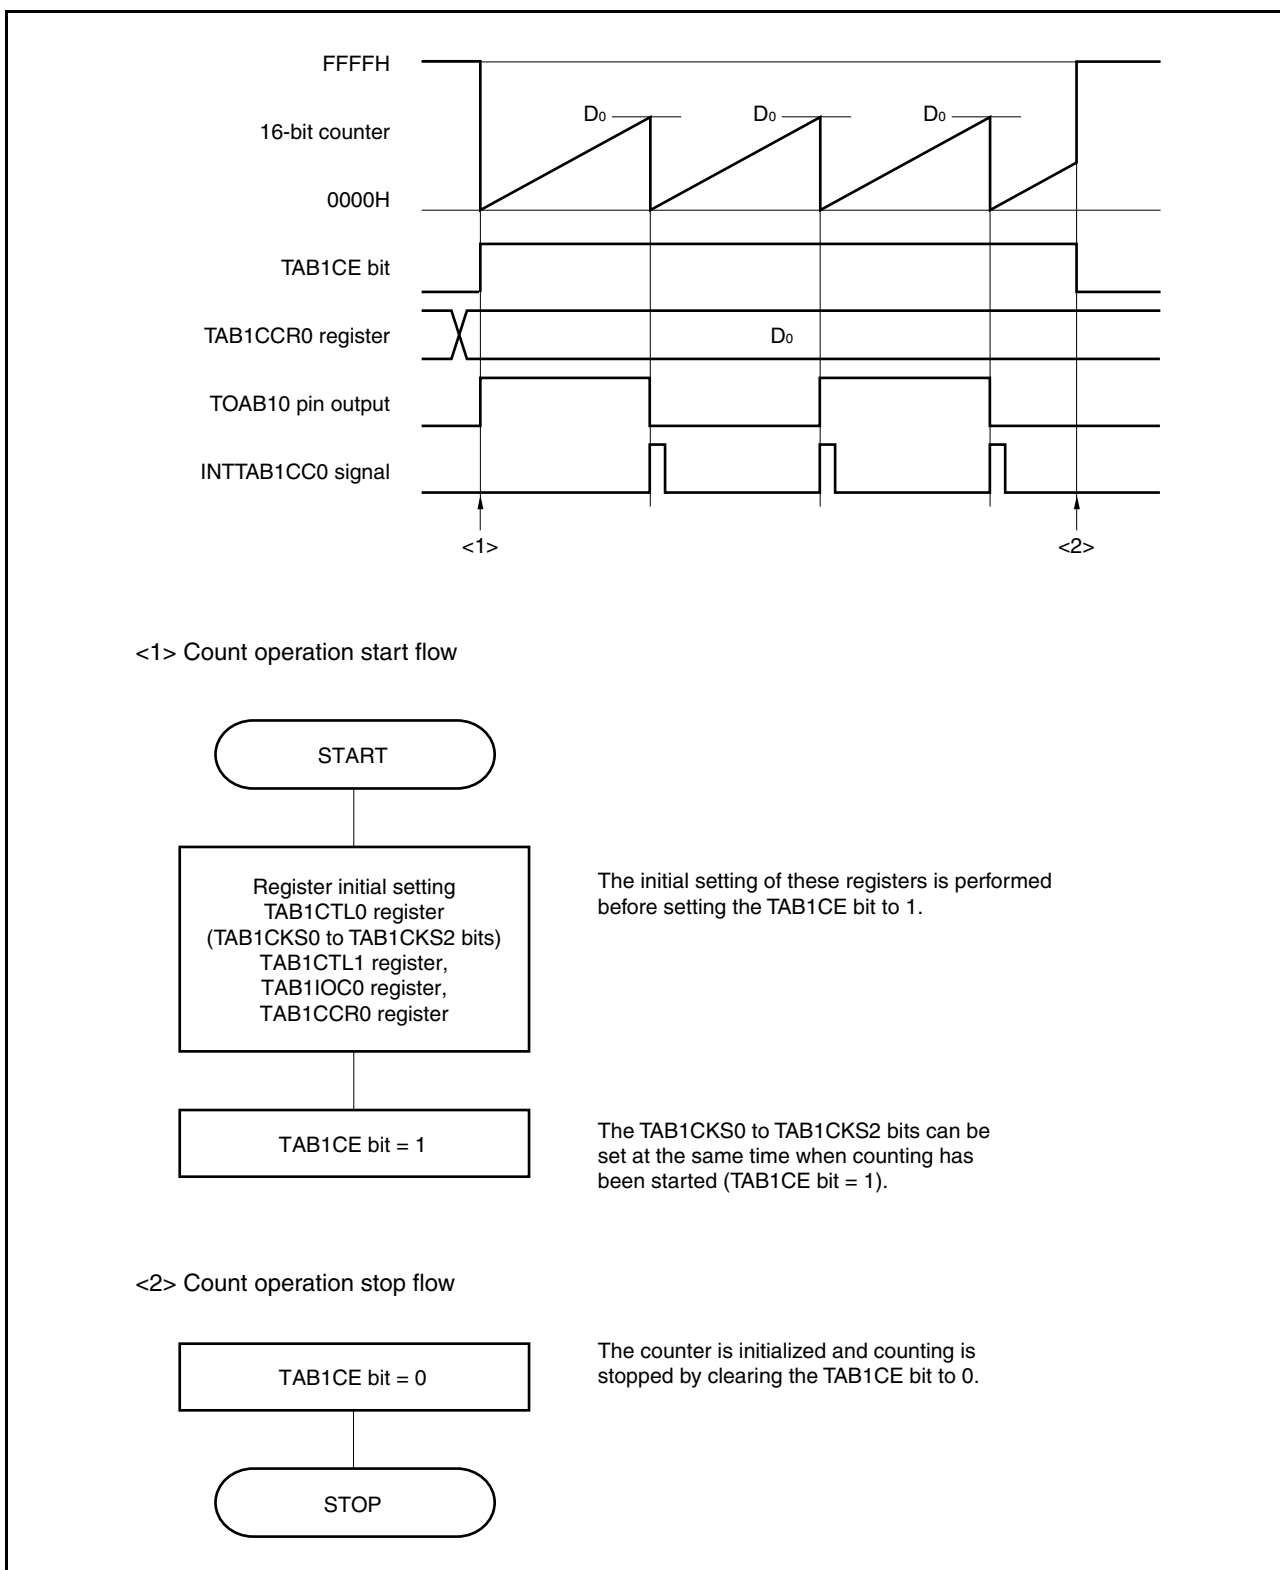 FFFFH
D0 D0 D0
16-bit counter
0000H
TAB1CE bit
TAB1CCR0 register D0
TOAB10 pin output
INTTAB1CC0 signal
<1> <2>
<1> Count operation start flow
START
Register initial setting
TAB1CTL0 register
(TAB1CKS0 to TAB1CKS2 bits)
TAB1CTL1 register,
TAB1IOC0 register,
TAB1CCR0 register
The initial setting of these registers is performed
before setting the TAB1CE bit to 1.
TAB1CE bit = 1
The TAB1CKS0 to TAB1CKS2 bits can be
set at the same time when counting has
been started (TAB1CE bit = 1).
<2> Count operation stop flow
TAB1CE bit = 0
The counter is initialized and counting is
stopped by clearing the TAB1CE bit to 0.
STOP